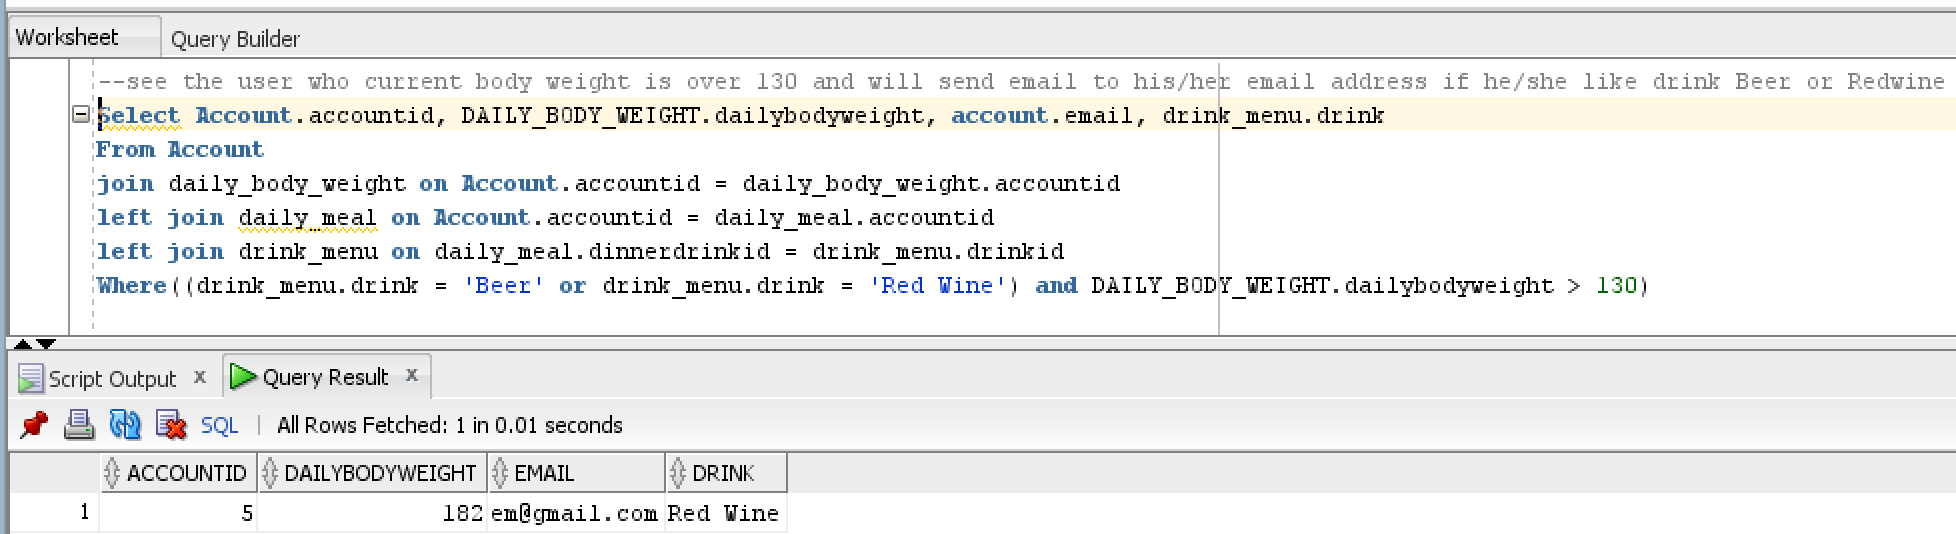 Worksheet Query Builder
--see the user who current body weight is over 130 and will send email to his/her email address if he/she like drink Beer or Redwine
Select Account.accountid, DAILY_BODY_WEIGHT.dailybodyweight, account.email, drink_menu.drink
From Account
join daily_body_weight on Account.accountid = daily_body_weight.accountid
left join daily_meal on Account.accountid = daily_meal.accountid
left join drink_menu on daily_meal.dinnerdrinkid = drink_menu.drinkid
Where((drink_menu.drink = 'Beer' or drink_menu.drink = 'Red Wine') and DAILY_BODY_WEIGHT.dailybodyweight > 130)
Script Output x Query Result x
SQL | All Rows Fetched: 1 in 0.01 seconds
ACCOUNTID DAILYBODYWEIGHT EMAIL DRINK
1 5 182 em@gmail.com Red Wine